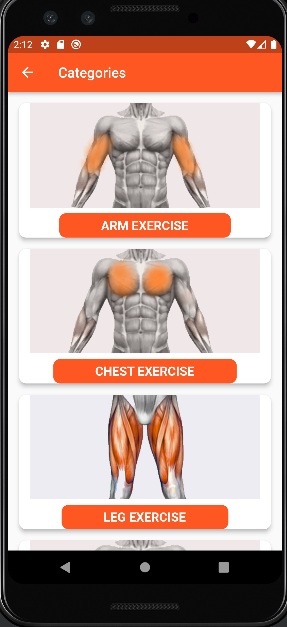 2:12
Categories
ARM EXERCISE
CHEST EXERCISE
LEG EXERCISE